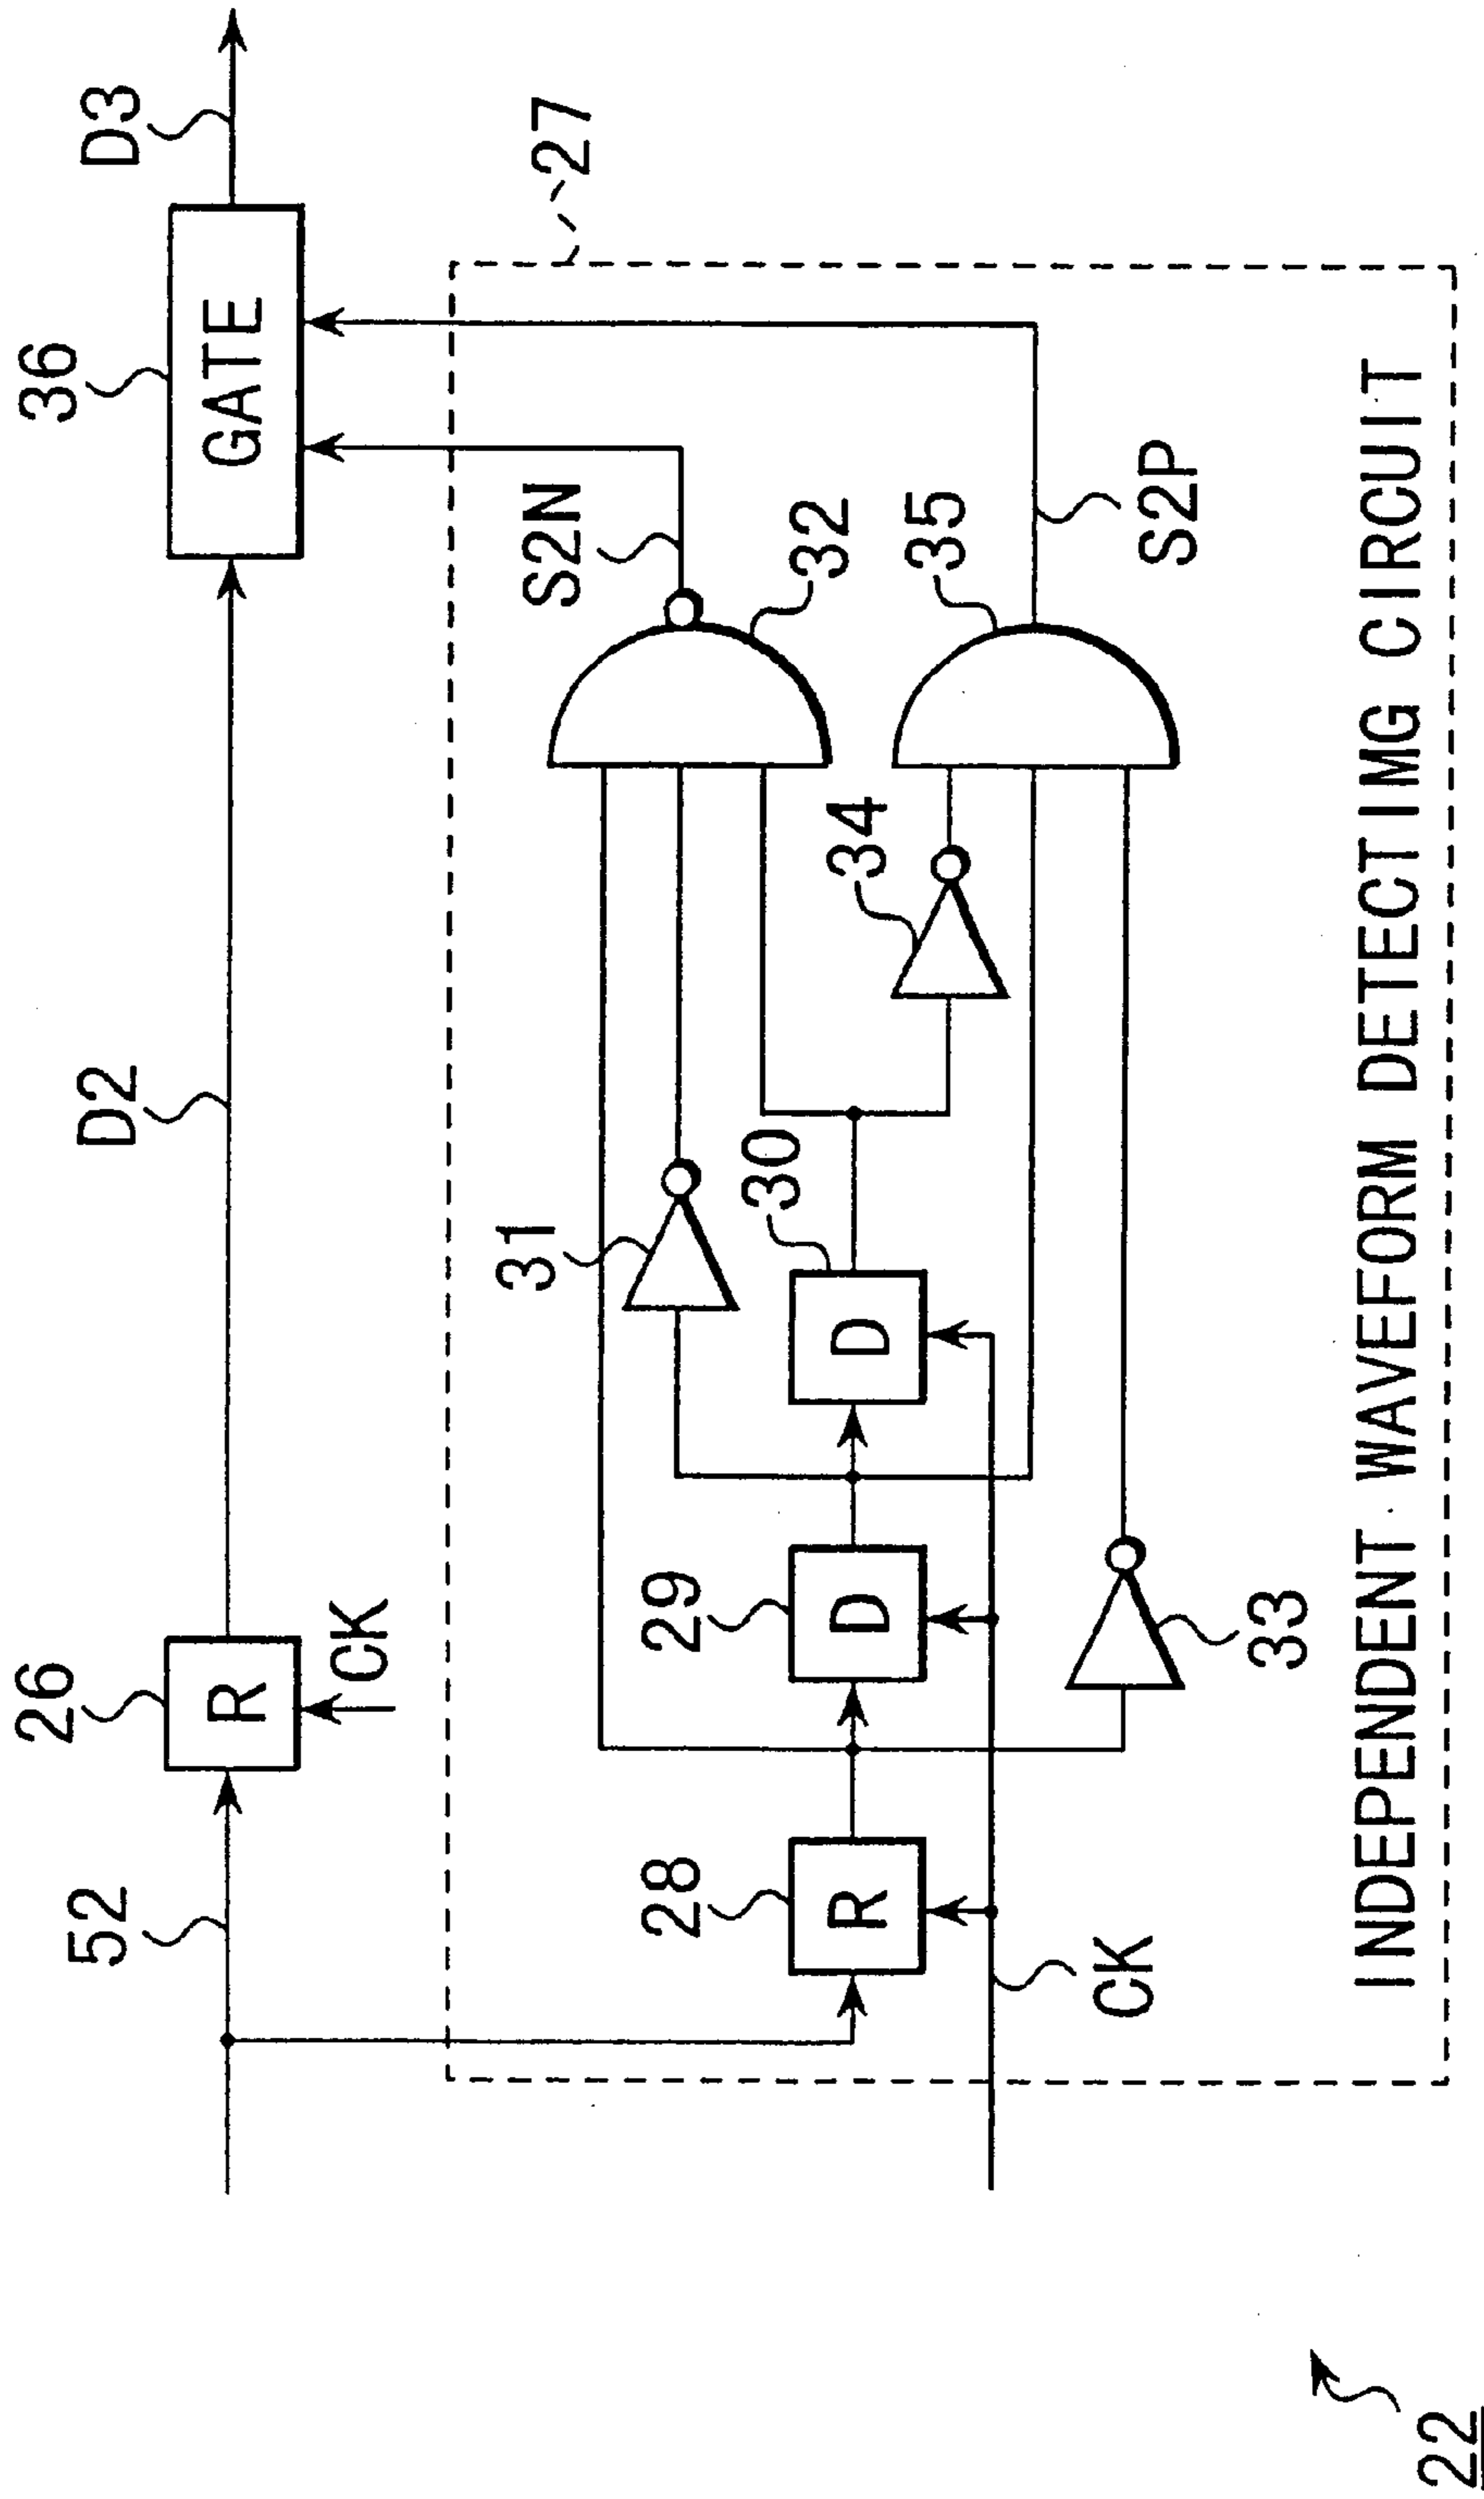 52
26
R
CK
D2
36
GATE
D3
27
28
R
29
D
30
D
31
S2N
32
34
35
S2P
33
CK
INDEPENDENT WAVEFORM DETECTIMG CIRCUIT
22